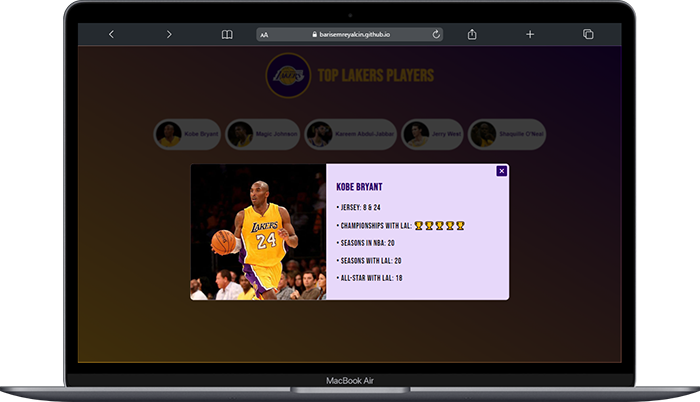 AA barisemreyalcin.github.io
LAKERS
TOP LAKERS PLAYERS
Kobe Bryant Magic Johnson Kareem Abdul-Jabbar Jerry West Shaquille O'Neal
KOBE BRYANT
• JERSEY: 8 & 24
• CHAMPIONSHIPS WITH LAL: 🏆🏆🏆🏆🏆
• SEASONS IN NBA: 20
• SEASONS WITH LAL: 20
• ALL-STAR WITH LAL: 18
LAKERS
24
MacBook Air